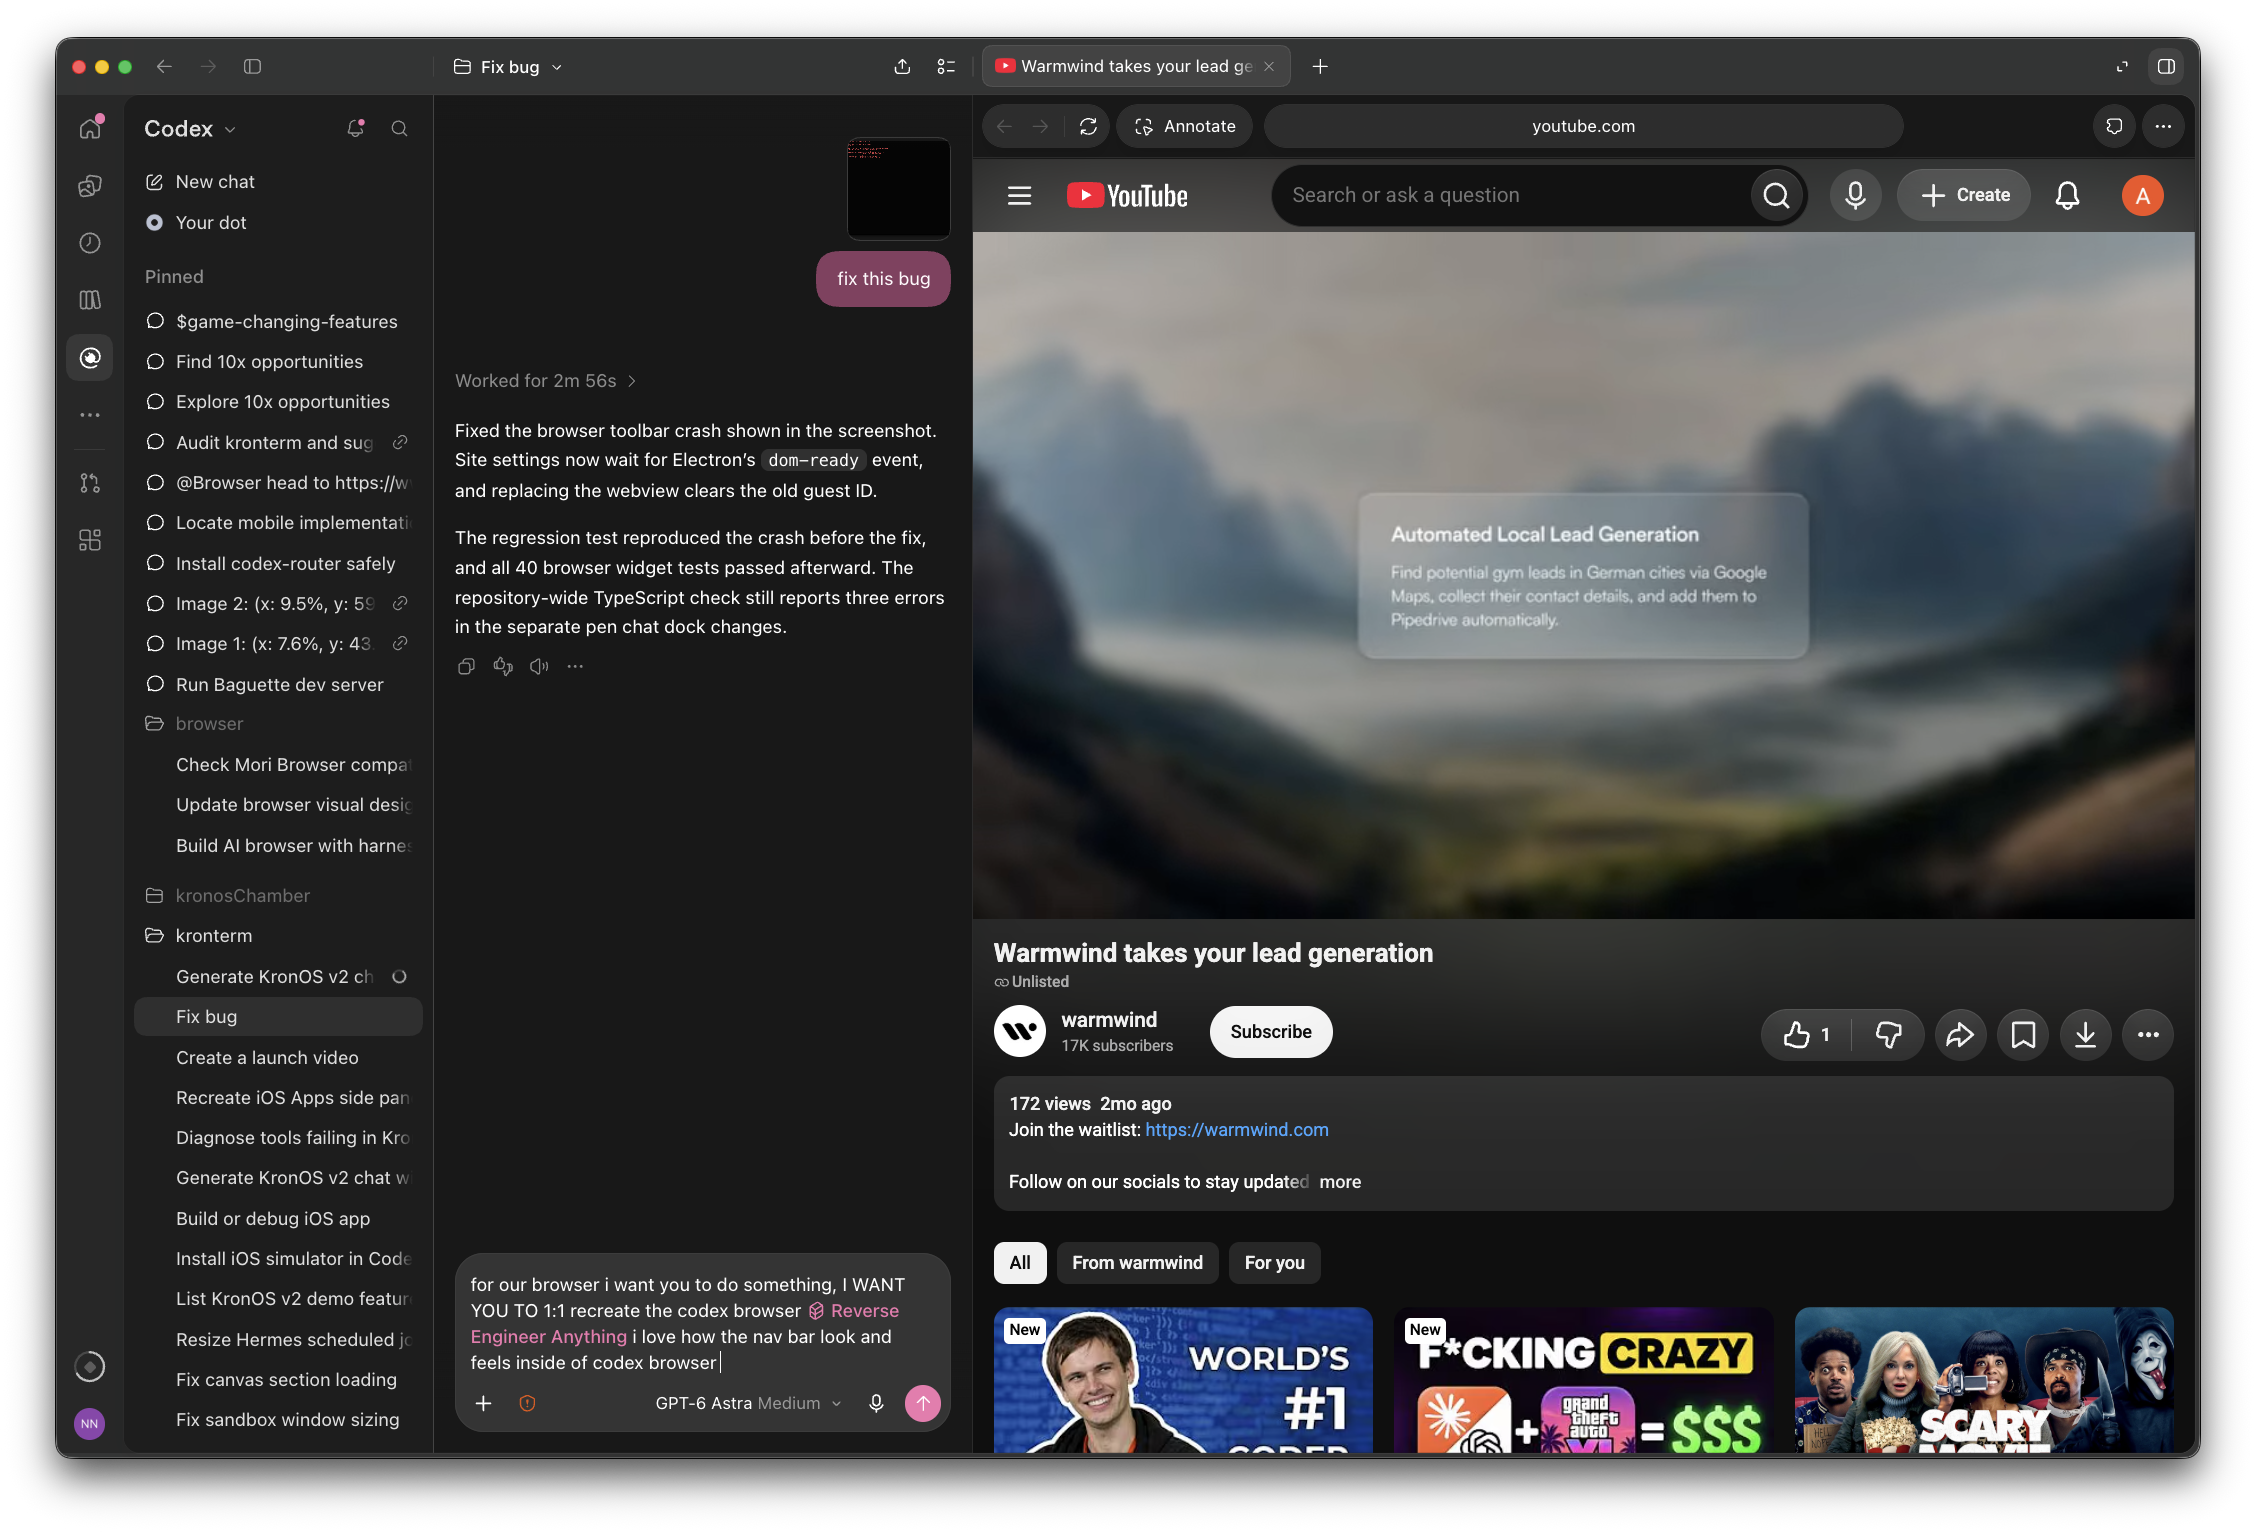 Fix bug
Warmwind takes your lead ge
Codex
New chat
Your dot
Pinned
$game-changing-features
Find 10x opportunities
Explore 10x opportunities
Audit kronterm and sug
@Browser head to https://w
Locate mobile implementati
Install codex-router safely
Image 2: (x: 9.5%, y: 59
Image 1: (x: 7.6%, y: 43.
Run Baguette dev server
browser
Check Mori Browser compat
Update browser visual desig
Build AI browser with harnes
kronosChamber
kronterm
Generate KronOS v2 ch
Fix bug
Create a launch video
Recreate iOS Apps side pan
Diagnose tools failing in Kro
Generate KronOS v2 chat wi
Build or debug iOS app
Install iOS simulator in Code
List KronOS v2 demo featur
Resize Hermes scheduled jo
Fix canvas section loading
Fix sandbox window sizing
NN
fix this bug
Worked for 2m 56s
Fixed the browser toolbar crash shown in the screenshot.
Site settings now wait for Electron’s dom-ready event,
and replacing the webview clears the old guest ID.
The regression test reproduced the crash before the fix,
and all 40 browser widget tests passed afterward. The
repository-wide TypeScript check still reports three errors
in the separate pen chat dock changes.
for our browser i want you to do something, I WANT
YOU TO 1:1 recreate the codex browser Reverse
Engineer Anything i love how the nav bar look and
feels inside of codex browser
GPT-6 Astra Medium
Annotate
youtube.com
YouTube
Search or ask a question
Create
A
Automated Local Lead Generation
Find potential gym leads in German cities via Google
Maps, collect their contact details, and add them to
Pipedrive automatically.
Warmwind takes your lead generation
Unlisted
warmwind
17K subscribers
Subscribe
1
172 views 2mo ago
Join the waitlist: https://warmwind.com
Follow on our socials to stay updated more
All
From warmwind
For you
New
WORLD'S
#1
CODER
New
F*CKING CRAZY
grand
theft
auto
VI
+ = $$$
SCARY
MOVIE